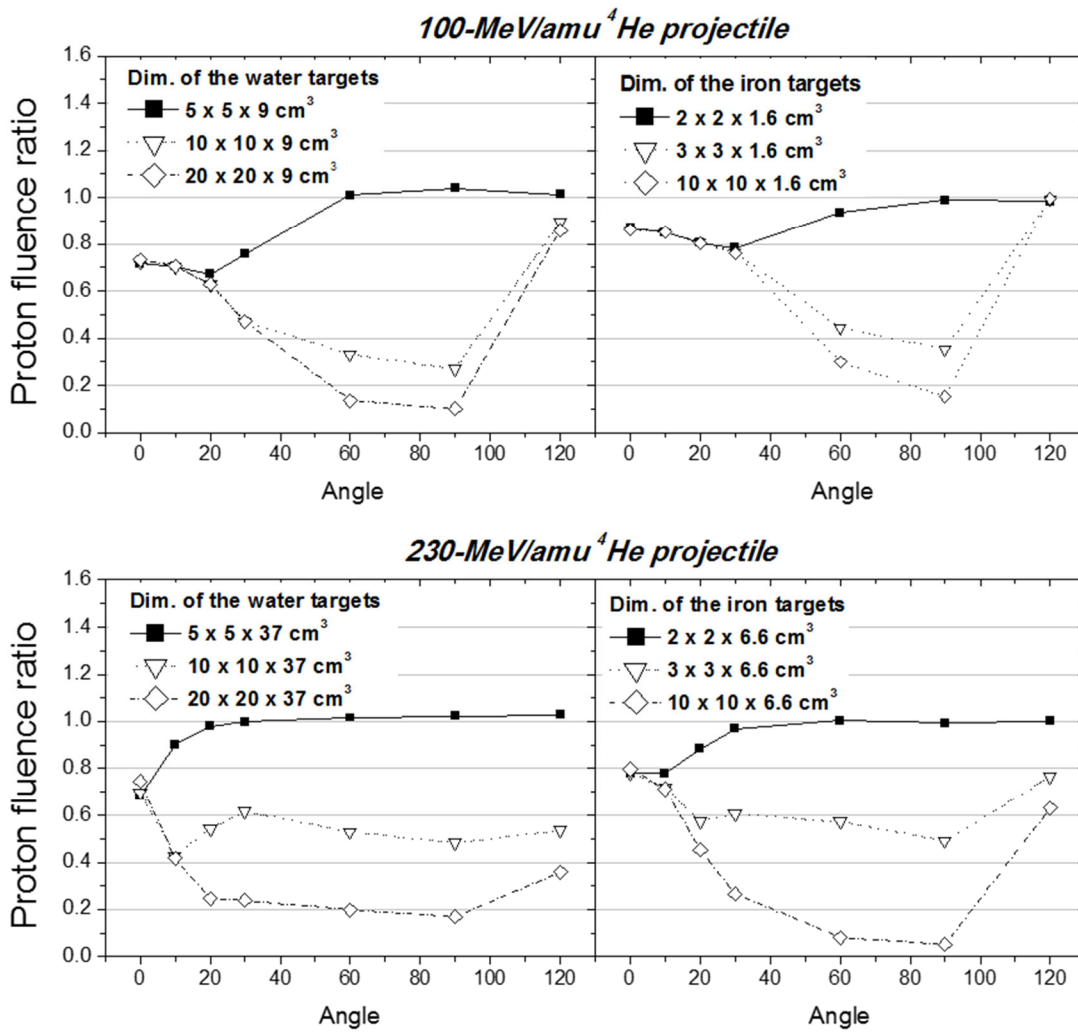 100-MeV/amu ⁴He projectile
Proton fluence ratio
1.6
1.4
1.2
1.0
0.8
0.6
0.4
0.2
0.0
Dim. of the water targets
5 x 5 x 9 cm³
10 x 10 x 9 cm³
20 x 20 x 9 cm³
0 20 40 60 80 100 120
Angle
Dim. of the iron targets
2 x 2 x 1.6 cm³
3 x 3 x 1.6 cm³
10 x 10 x 1.6 cm³
0 20 40 60 80 100 120
Angle
230-MeV/amu ⁴He projectile
Proton fluence ratio
1.6
1.4
1.2
1.0
0.8
0.6
0.4
0.2
0.0
Dim. of the water targets
5 x 5 x 37 cm³
10 x 10 x 37 cm³
20 x 20 x 37 cm³
0 20 40 60 80 100 120
Angle
Dim. of the iron targets
2 x 2 x 6.6 cm³
3 x 3 x 6.6 cm³
10 x 10 x 6.6 cm³
0 20 40 60 80 100 120
Angle